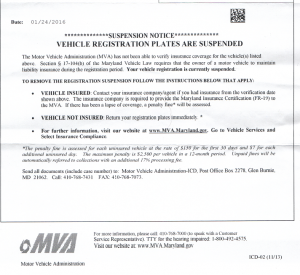 Date: 01/24/2016
**************SUSPENSION NOTICE*****************
VEHICLE REGISTRATION PLATES ARE SUSPENDED
The Motor Vehicle Administration (MVA) has not been able to verify insurance coverage for the vehicle(s) listed
above. Section § 17-104(b) of the Maryland Vehicle Law requires that the owner of a motor vehicle to maintain
liability insurance during the registration period. Your vehicle registration is currently suspended.
TO REMOVE THE REGISTRATION SUSPENSION FOLLOW THE INSTRUCTIONS BELOW THAT APPLY:
• VEHICLE INSURED: Contact your insurance company/agent if you had insurance from the verification date
shown above. The insurance company is required to provide the Maryland Insurance Certification (FR-19) to
the MVA. If there has been a lapse of coverage, a penalty fine* will be assessed
• VEHICLE NOT INSURED: Return your registration plates immediately. *
• For further information, visit our website at www.MVA.Maryland.gov. Go to Vehicle Services and
Select Insurance Compliance.
*The penalty fine is assessed for each uninsured vehicle at the rate of $150 for the first 30 days and $7 for each
additional uninsured day. The maximum penalty is $2,500 per vehicle in a 12-month period. Unpaid fines will be
automatically referred to collections with an additional 17% processing fee.
Send all documents (include case number) to: Motor Vehicle Administration-ICD, Post Office Box 2278, Glen Burnie,
MD 21062. Call: 410-768-7431 FAX: 410-768-7073.
MVA
Motor Vehicle Administration
For more information, please call: 410-768-7000 (to speak with a Customer
Service Representative). TTY for the hearing impaired: 1-800-492-4575.
Visit our website at: www.MVA.Maryland.gov
ICD-02 (11/13)